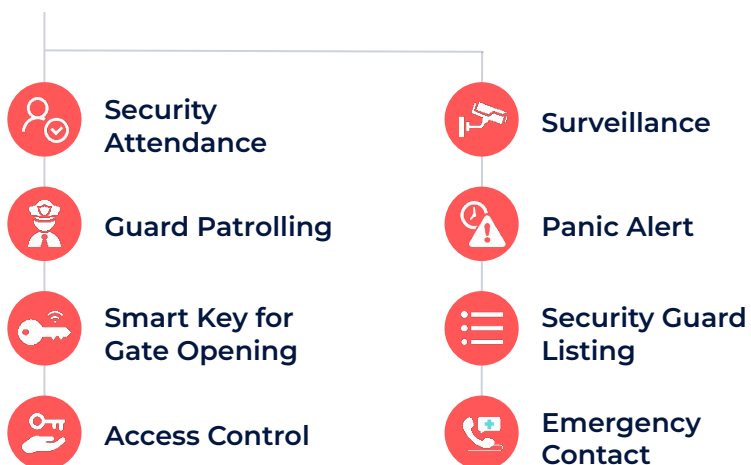 Security
Attendance
Guard Patrolling
Smart Key for
Gate Opening
Access Control
Surveillance
Panic Alert
Security Guard
Listing
Emergency
Contact